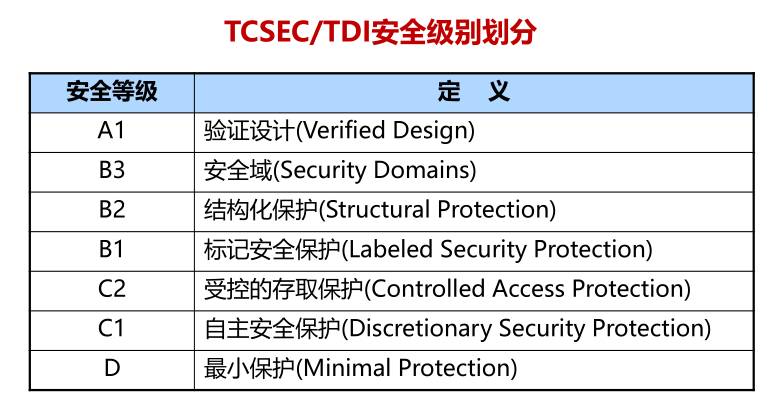 TCSEC/TDI安全级别划分
安全等级 定 义
A1 验证设计(Verified Design)
B3 安全域(Security Domains)
B2 结构化保护(Structural Protection)
B1 标记安全保护(Labeled Security Protection)
C2 受控的存取保护(Controlled Access Protection)
C1 自主安全保护(Discretionary Security Protection)
D 最小保护(Minimal Protection)